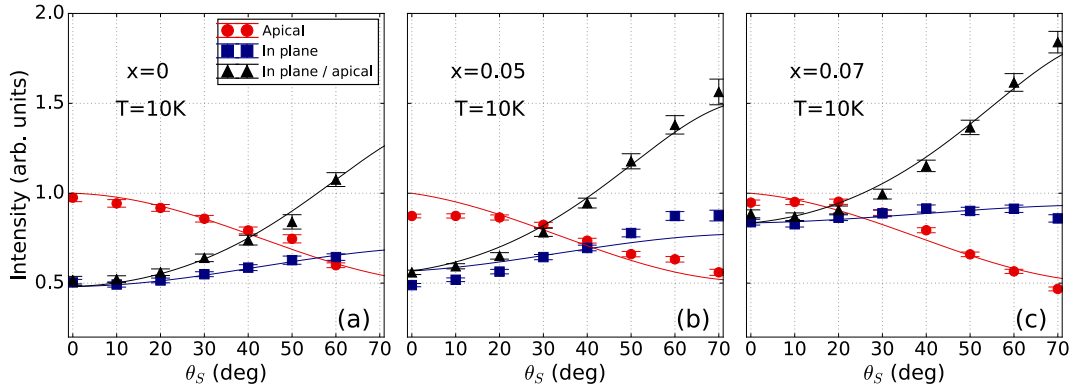 2.0
1.5
1.0
0.5
Intensity (arb. units)
Apical
In plane
In plane / apical
x=0
T=10K
(a)
0 10 20 30 40 50 60 70
θS (deg)
x=0.05
T=10K
(b)
0 10 20 30 40 50 60 70
θS (deg)
x=0.07
T=10K
(c)
0 10 20 30 40 50 60 70
θS (deg)